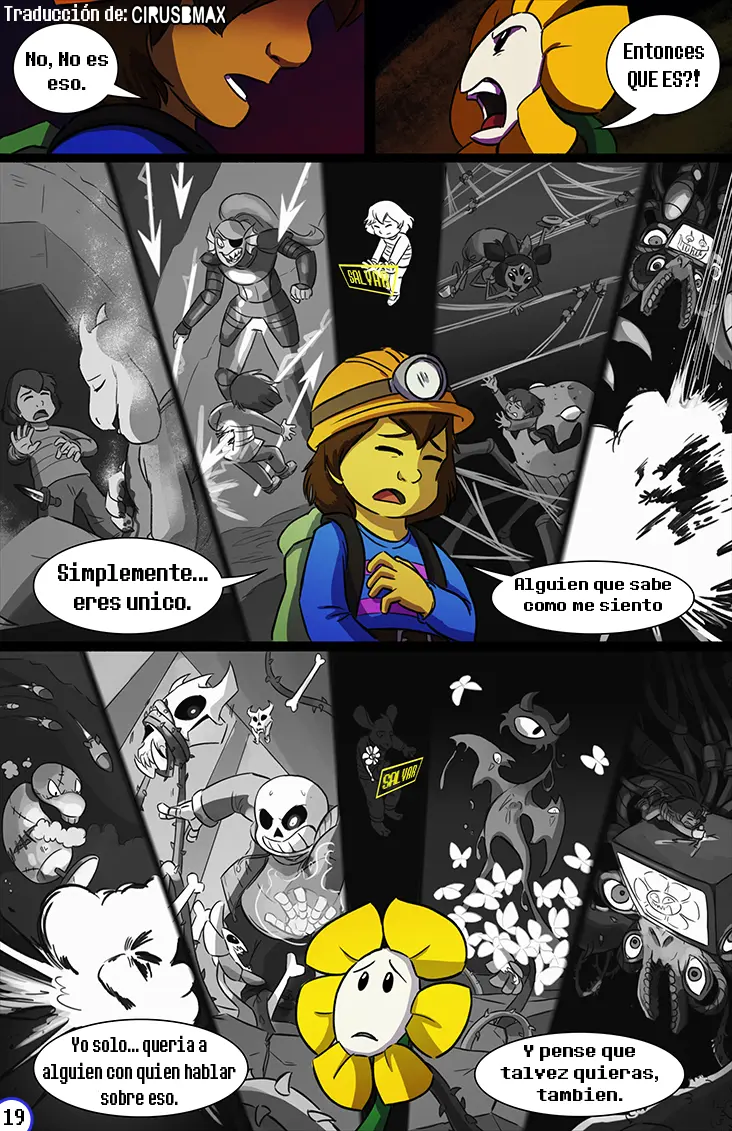 Traducción de: CIRUSBMAX
No, No es
eso.
Entonces
QUE ES?!
SALVAR
Simplemente...
eres unico.
Alguien que sabe
como me siento
SALVAR
Yo solo... queria a
alguien con quien hablar
sobre eso.
Y pense que
talvez quieras,
tambien.
19